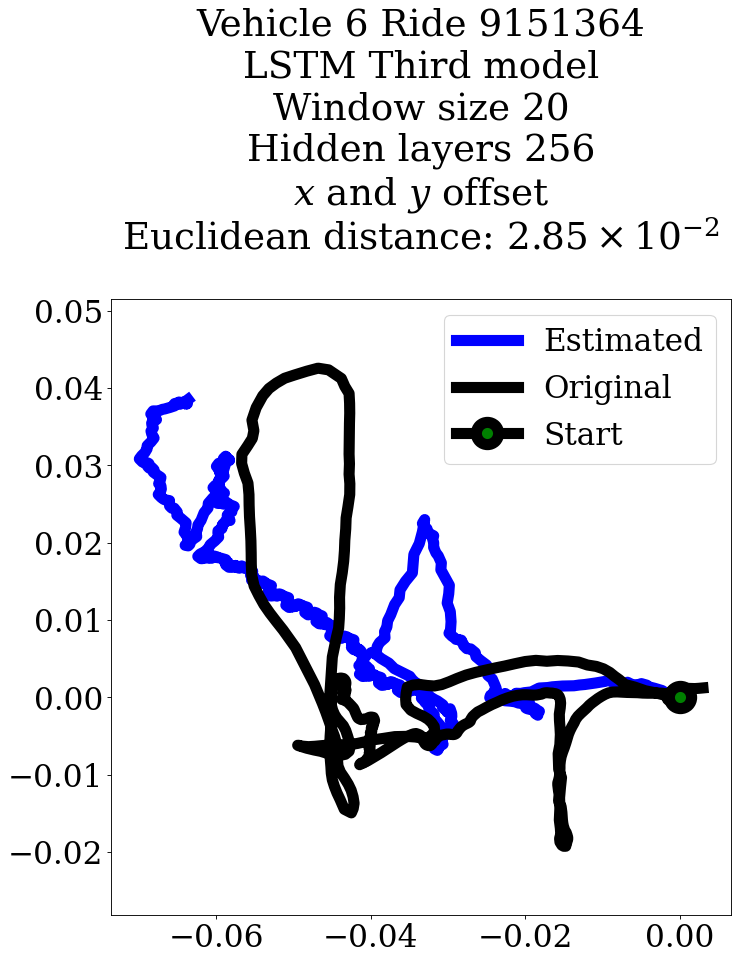 Vehicle 6 Ride 9151364
LSTM Third model
Window size 20
Hidden layers 256
x and y offset
Euclidean distance: 2.85 × 10⁻²
0.05
0.04
0.03
0.02
0.01
0.00
−0.01
−0.02
Estimated
Original
Start
−0.06 −0.04 −0.02 0.00